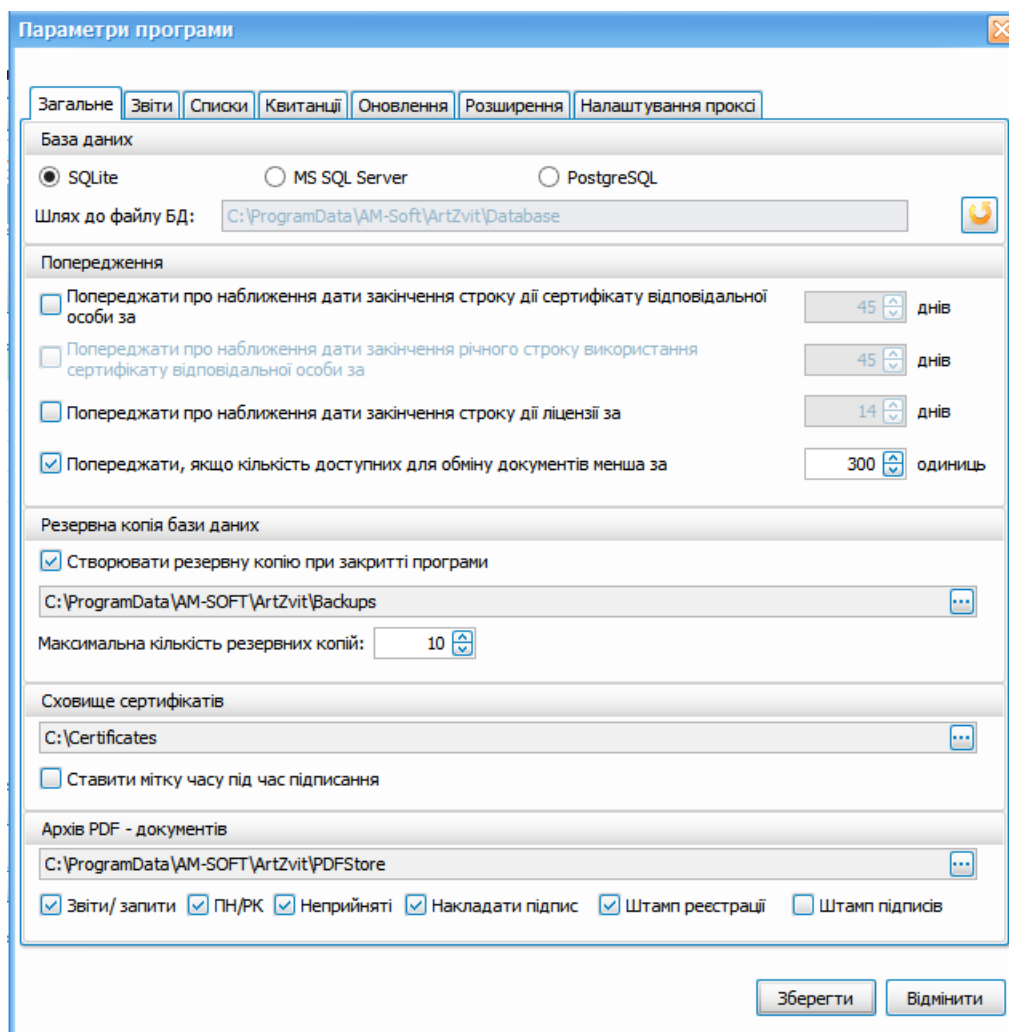 Параметри програми
Загальне Звіти Списки Квитанції Оновлення Розширення Налаштування проксі
База даних
SQLite MS SQL Server PostgreSQL
Шлях до файлу БД: C:\ProgramData\AM-Soft\ArtZvit\Database
Попередження
Попереджати про наближення дати закінчення строку дії сертифікату відповідальної
особи за 45 днів
Попереджати про наближення дати закінчення річного строку використання
сертифікату відповідальної особи за 45 днів
Попереджати про наближення дати закінчення строку дії ліцензії за 14 днів
Попереджати, якщо кількість доступних для обміну документів менша за 300 одиниць
Резервна копія бази даних
Створювати резервну копію при закритті програми
C:\ProgramData\AM-SOFT\ArtZvit\Backups
Максимальна кількість резервних копій: 10
Сховище сертифікатів
C:\Certificates
Ставити мітку часу під час підписання
Архів PDF - документів
C:\ProgramData\AM-SOFT\ArtZvit\PDFStore
Звіти/ запити ПН/РК Неприйняті Накладати підпис Штамп реєстрації Штамп підписів
Зберегти Відмінити